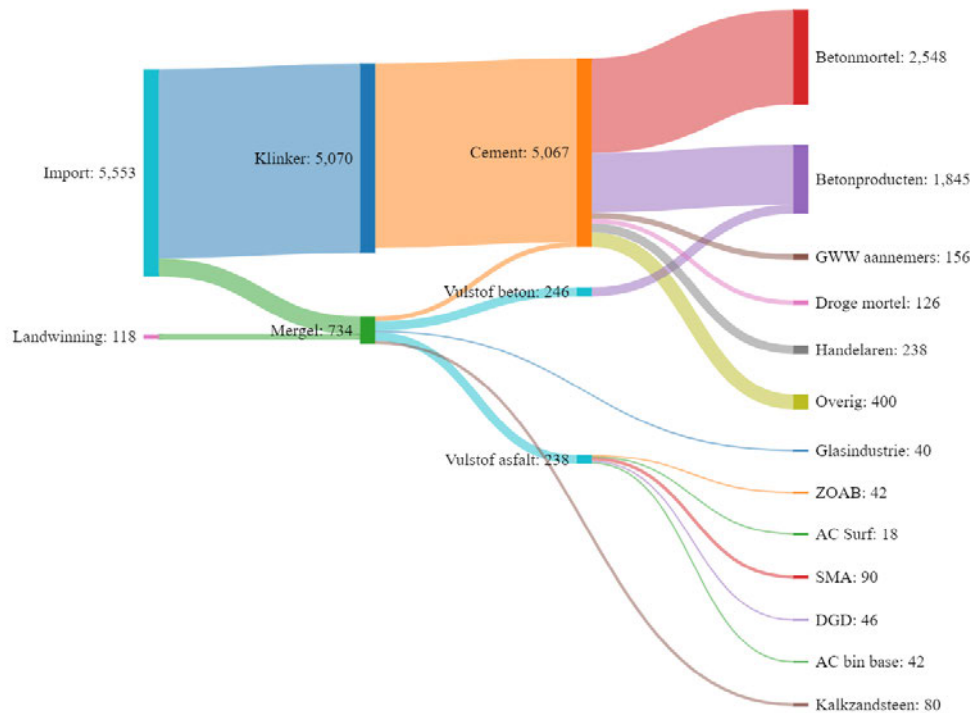 Import: 5,553
Landwinning: 118
Klinker: 5,070
Mergel: 734
Cement: 5,067
Vulstof beton: 246
Vulstof asfalt: 238
Betonmortel: 2,548
Betonproducten: 1,845
GWW aannemers: 156
Droge mortel: 126
Handelaren: 238
Overig: 400
Glasindustrie: 40
ZOAB: 42
AC Surf: 18
SMA: 90
DGD: 46
AC bin base: 42
Kalkzandsteen: 80